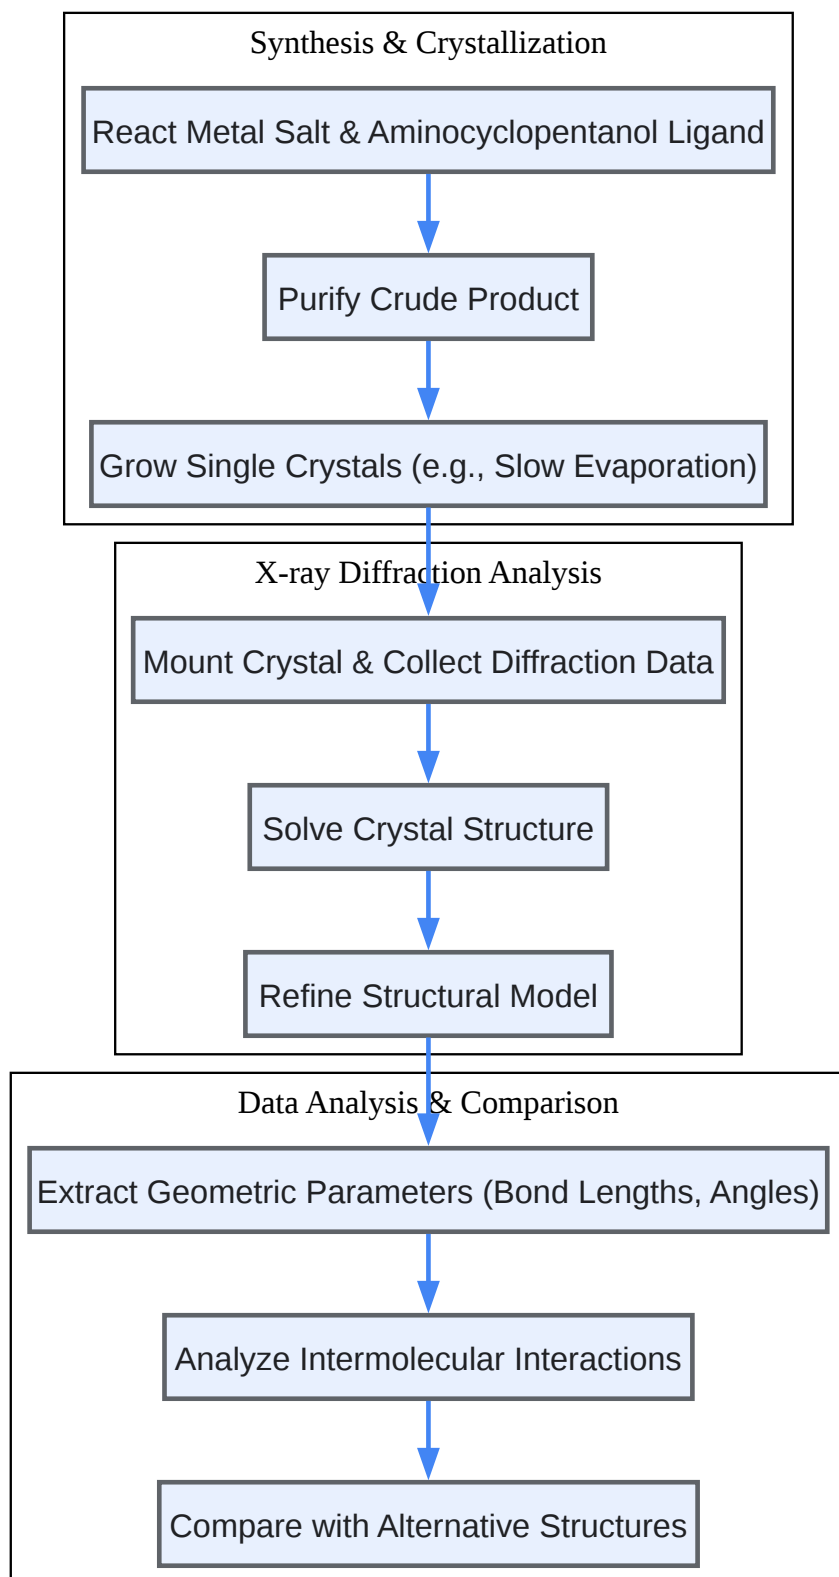 Synthesis & Crystallization
React Metal Salt & Aminocyclopentanol Ligand
Purify Crude Product
Grow Single Crystals (e.g., Slow Evaporation)
X-ray Diffraction Analysis
Mount Crystal & Collect Diffraction Data
Solve Crystal Structure
Refine Structural Model
Data Analysis & Comparison
Extract Geometric Parameters (Bond Lengths, Angles)
Analyze Intermolecular Interactions
Compare with Alternative Structures